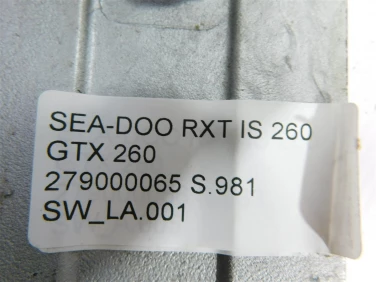 SEA-DOO RXT IS 260
GTX 260
279000065 S.981
SW_LA.001